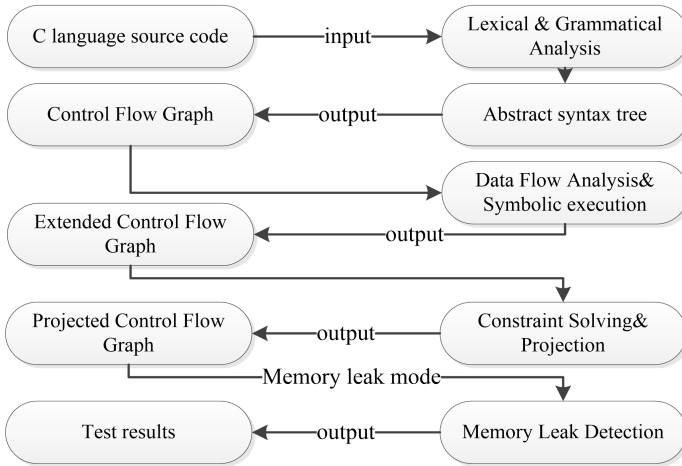 C language source code
input
Lexical & Grammatical
Analysis
Control Flow Graph
output
Abstract syntax tree
Data Flow Analysis&
Symbolic execution
Extended Control Flow
Graph
output
Projected Control Flow
Graph
output
Constraint Solving&
Projection
Memory leak mode
Test results
output
Memory Leak Detection